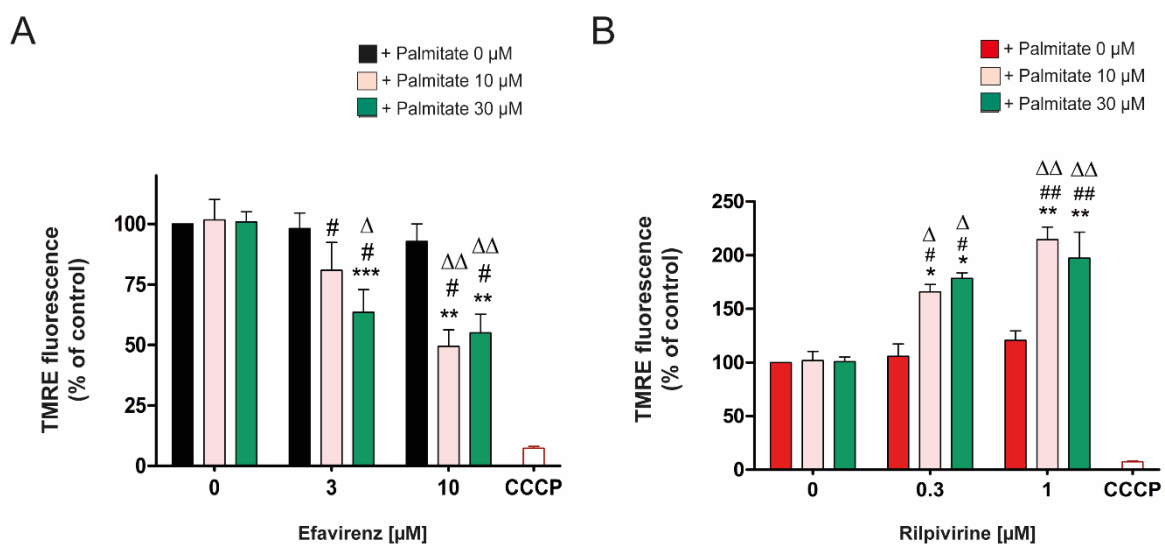 A
+ Palmitate 0 µM
+ Palmitate 10 µM
+ Palmitate 30 µM
TMRE fluorescence
(% of control)
100
75
50
25
0
#
Δ
#
***
ΔΔ
#
**
ΔΔ
#
**
0
3
10
CCCP
Efavirenz [µM]
B
+ Palmitate 0 µM
+ Palmitate 10 µM
+ Palmitate 30 µM
TMRE fluorescence
(% of control)
250
200
150
100
50
0
Δ
#
*
Δ
#
*
ΔΔ
##
**
ΔΔ
##
**
0
0.3
1
CCCP
Rilpivirine [µM]